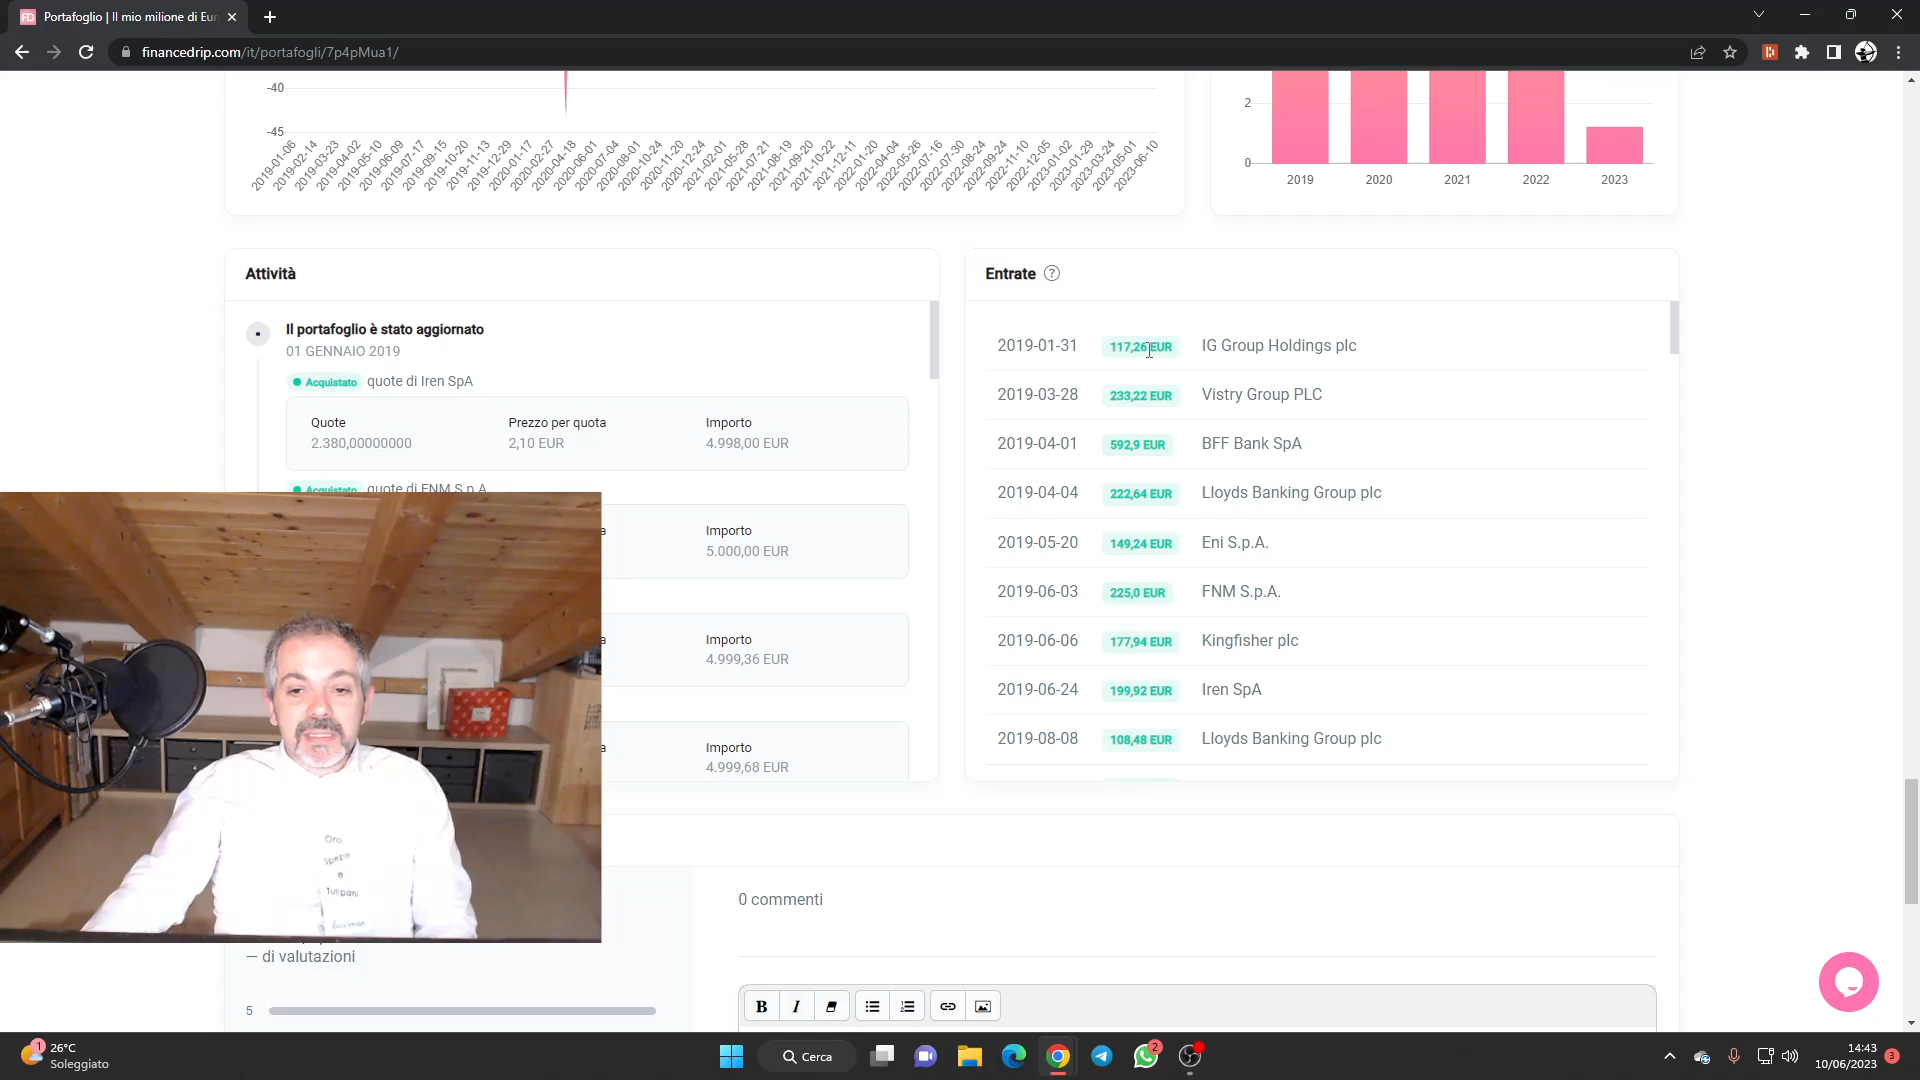 Portafoglio | Il mio milione di Eur
financedrip.com/it/portafogli/7p4pMua1/
-40
-45
2019-01-06
2019-02-14
2019-03-23
2019-04-02
2019-05-10
2019-06-09
2019-07-17
2019-09-15
2019-10-20
2019-11-13
2019-12-29
2020-01-17
2020-02-27
2020-04-18
2020-06-01
2020-07-04
2020-08-01
2020-10-24
2020-11-20
2020-12-24
2021-02-01
2021-05-28
2021-07-21
2021-08-19
2021-09-20
2021-10-22
2021-12-11
2022-01-20
2022-04-04
2022-05-26
2022-07-16
2022-07-30
2022-08-24
2022-09-24
2022-11-10
2022-12-05
2023-01-02
2023-01-29
2023-03-24
2023-05-01
2023-06-10
2
0
2019 2020 2021 2022 2023
Attività
Il portafoglio è stato aggiornato
01 GENNAIO 2019
Acquistato quote di Iren SpA
Quote Prezzo per quota Importo
2.380,00000000 2,10 EUR 4.998,00 EUR
Acquistato quote di FNM S.p.A.
a Importo
5.000,00 EUR
a Importo
4.999,36 EUR
a Importo
4.999,68 EUR
Entrate ?
2019-01-31 117,26 EUR IG Group Holdings plc
2019-03-28 233,22 EUR Vistry Group PLC
2019-04-01 592,9 EUR BFF Bank SpA
2019-04-04 222,64 EUR Lloyds Banking Group plc
2019-05-20 149,24 EUR Eni S.p.A.
2019-06-03 225,0 EUR FNM S.p.A.
2019-06-06 177,94 EUR Kingfisher plc
2019-06-24 199,92 EUR Iren SpA
2019-08-08 108,48 EUR Lloyds Banking Group plc
Oro,
Spezie
e
Tulipani
— di valutazioni
5
0 commenti
B I
1
26°C
Soleggiato
Cerca
2
14:43
10/06/2023
3